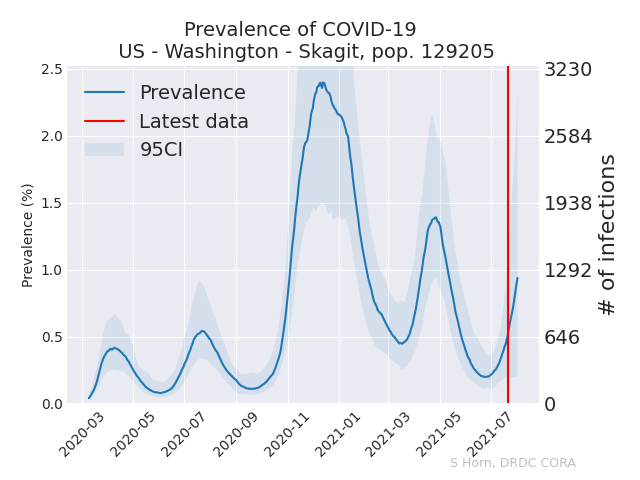 Prevalence of COVID-19
US - Washington - Skagit, pop. 129205
Prevalence
Latest data
95CI
Prevalence (%)
2.5
2.0
1.5
1.0
0.5
0.0
3230
2584
1938
1292
646
0
# of infections
2020-03
2020-05
2020-07
2020-09
2020-11
2021-01
2021-03
2021-05
2021-07
S Horn, DRDC CORA